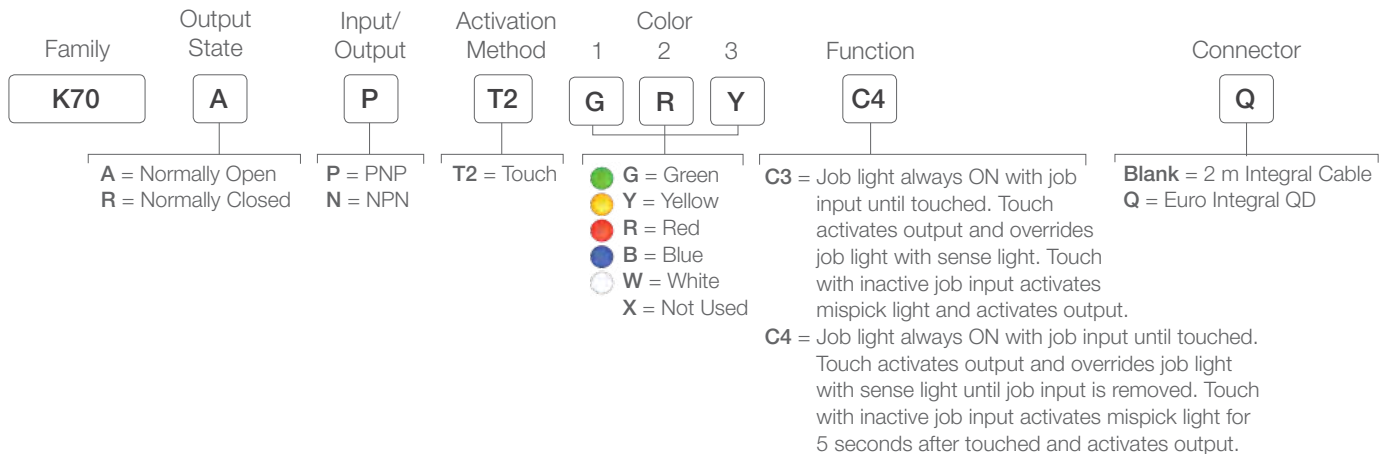 Family
Output
State
Input/
Output
Activation
Method
Color
1 2 3
Function
Connector
K70 A P T2 G R Y C4 Q
A = Normally Open
R = Normally Closed
P = PNP
N = NPN
T2 = Touch
G = Green
Y = Yellow
R = Red
B = Blue
W = White
X = Not Used
C3 = Job light always ON with job
input until touched. Touch
activates output and overrides
job light with sense light. Touch
with inactive job input activates
mispick light and activates output.
C4 = Job light always ON with job input until touched.
Touch activates output and overrides job light
with sense light until job input is removed. Touch
with inactive job input activates mispick light for
5 seconds after touched and activates output.
Blank = 2 m Integral Cable
Q = Euro Integral QD